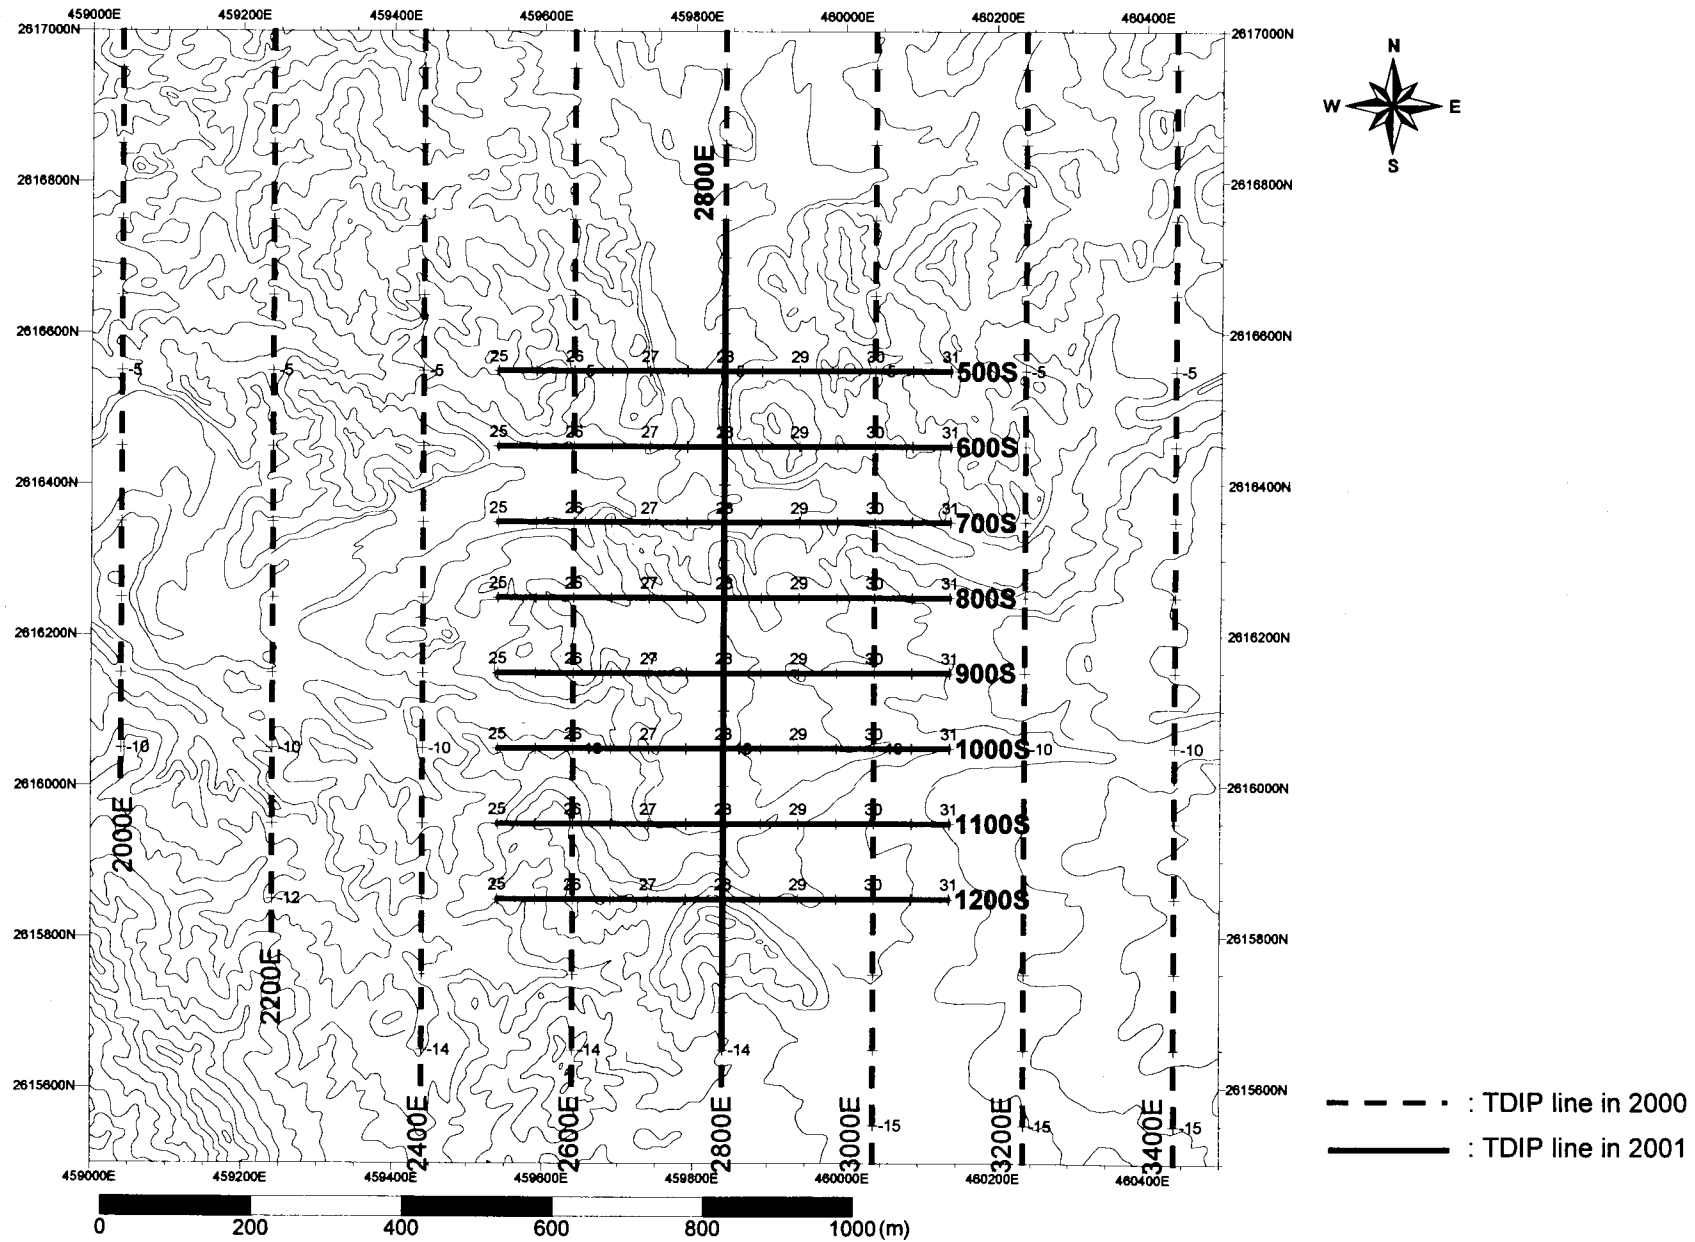 459000E 459200E 459400E 459600E 459800E 460000E 460200E 460400E
2617000N 2617000N
N
W E
S
2800E
2616800N 2616800N
2616600N 2616600N
25 26 27 28 29 30 31
-5 -5 -5 -5 -5 -5 500S -5 -5
25 26 27 28 29 30 31
600S
2616400N 2616400N
25 26 27 28 29 30 31
700S
25 26 27 28 29 30 31
800S
2616200N 2616200N
25 26 27 28 29 30 31
900S
25 26 27 28 29 30 31
-10 -10 -10 -10 -10 -10 1000S -10 -10
2616000N 2616000N
2000E
25 26 27 28 29 30 31
1100S
25 26 27 28 29 30 31
-12 1200S
2615800N 2615800N
2200E
-14 -14 -14
2615600N 2615600N
2400E 2600E 2800E 3000E 3200E 3400E
-15 -15 -15
: TDIP line in 2000
: TDIP line in 2001
459000E 459200E 459400E 459600E 459800E 460000E 460200E 460400E
0 200 400 600 800 1000 (m)